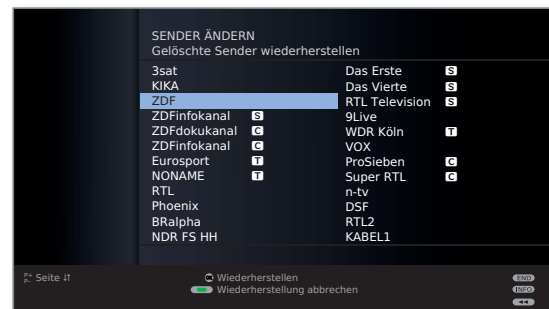 SENDER ÄNDERN
Gelöschte Sender wiederherstellen
3sat
KIKA
ZDF
ZDFinfokanal S
ZDFdokukanal C
ZDFinfokanal C
Eurosport T
NONAME T
RTL
Phoenix
BRalpha
NDR FS HH
Das Erste S
Das Vierte S
RTL Television S
9Live
WDR Köln T
VOX
ProSieben C
Super RTL C
n-tv
DSF
RTL2
KABEL1
P+ P- Seite
OK Wiederherstellen
Wiederherstellung abbrechen
END
INFO